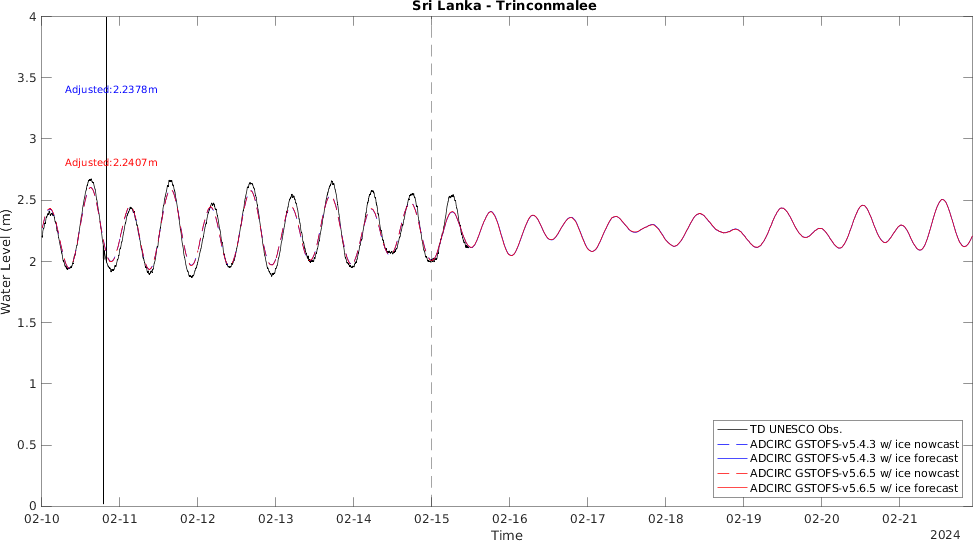 Sri Lanka - Trinconmalee
4
3.5
3
2.5
2
1.5
1
0.5
0
Water Level (m)
Adjusted:2.2378m
Adjusted:2.2407m
TD UNESCO Obs.
ADCIRC GSTOFS-v5.4.3 w/ ice nowcast
ADCIRC GSTOFS-v5.4.3 w/ ice forecast
ADCIRC GSTOFS-v5.6.5 w/ ice nowcast
ADCIRC GSTOFS-v5.6.5 w/ ice forecast
02-10 02-11 02-12 02-13 02-14 02-15 02-16 02-17 02-18 02-19 02-20 02-21
Time
2024